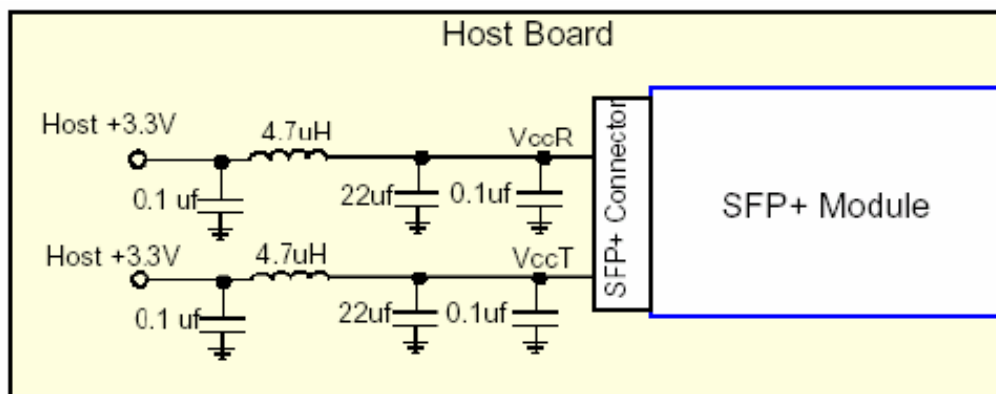 Host Board
Host +3.3V
4.7uH
VccR
0.1 uf
22uf
0.1uf
Host +3.3V
4.7uH
VccT
0.1 uf
22uf
0.1uf
SFP+ Connector
SFP+ Module